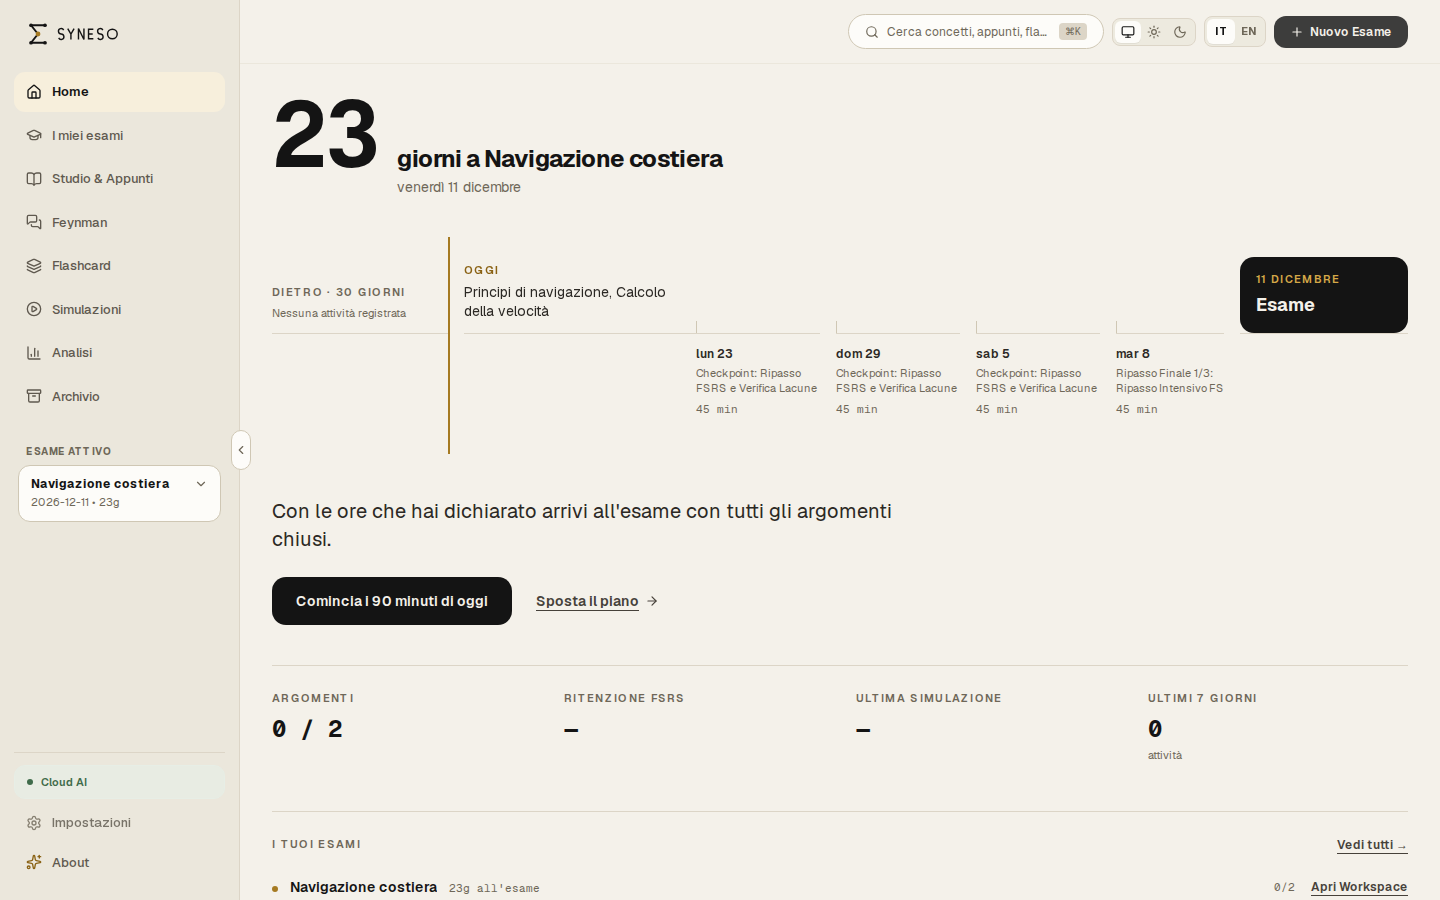 SYNESO
Cerca concetti, appunti, fla…
⌘K
IT
EN
Nuovo Esame
Home
I miei esami
Studio & Appunti
Feynman
Flashcard
Simulazioni
Analisi
Archivio
ESAME ATTIVO
Navigazione costiera
2026-12-11 • 23g
Cloud AI
Impostazioni
About
23
giorni a Navigazione costiera
venerdì 11 dicembre
DIETRO · 30 GIORNI
Nessuna attività registrata
OGGI
Principi di navigazione, Calcolo
della velocità
lun 23
Checkpoint: Ripasso
FSRS e Verifica Lacune
45 min
dom 29
Checkpoint: Ripasso
FSRS e Verifica Lacune
45 min
sab 5
Checkpoint: Ripasso
FSRS e Verifica Lacune
45 min
mar 8
Ripasso Finale 1/3:
Ripasso Intensivo FS
45 min
11 DICEMBRE
Esame
Con le ore che hai dichiarato arrivi all'esame con tutti gli argomenti
chiusi.
Comincia i 90 minuti di oggi
Sposta il piano →
ARGOMENTI
0 / 2
RITENZIONE FSRS
—
ULTIMA SIMULAZIONE
—
ULTIMI 7 GIORNI
0
attività
I TUOI ESAMI
Vedi tutti →
Navigazione costiera
23g all'esame
0/2
Apri Workspace